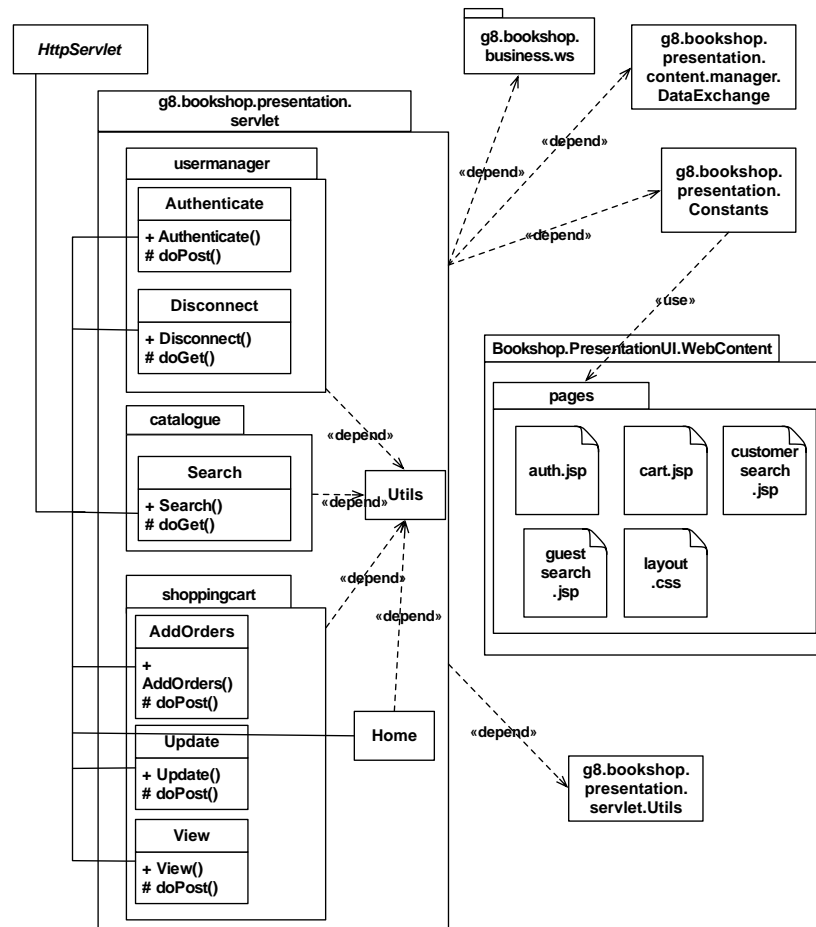 HttpServlet
g8.bookshop.
business.ws
g8.bookshop.
presentation.
content.manager.
DataExchange
g8.bookshop.presentation.
servlet
«depend»
«depend»
usermanager
g8.bookshop.
presentation.
Constants
Authenticate
+ Authenticate()
# doPost()
«depend»
Disconnect
+ Disconnect()
# doGet()
«use»
Bookshop.PresentationUI.WebContent
pages
catalogue
«depend»
auth.jsp
cart.jsp
customer
search
.jsp
Search
+ Search()
# doGet()
«depend»
Utils
guest
search
.jsp
layout
.css
«depend»
shoppingcart
«depend»
AddOrders
+
AddOrders()
# doPost()
Home
«depend»
Update
+ Update()
# doPost()
g8.bookshop.
presentation.
servlet.Utils
View
+ View()
# doPost()